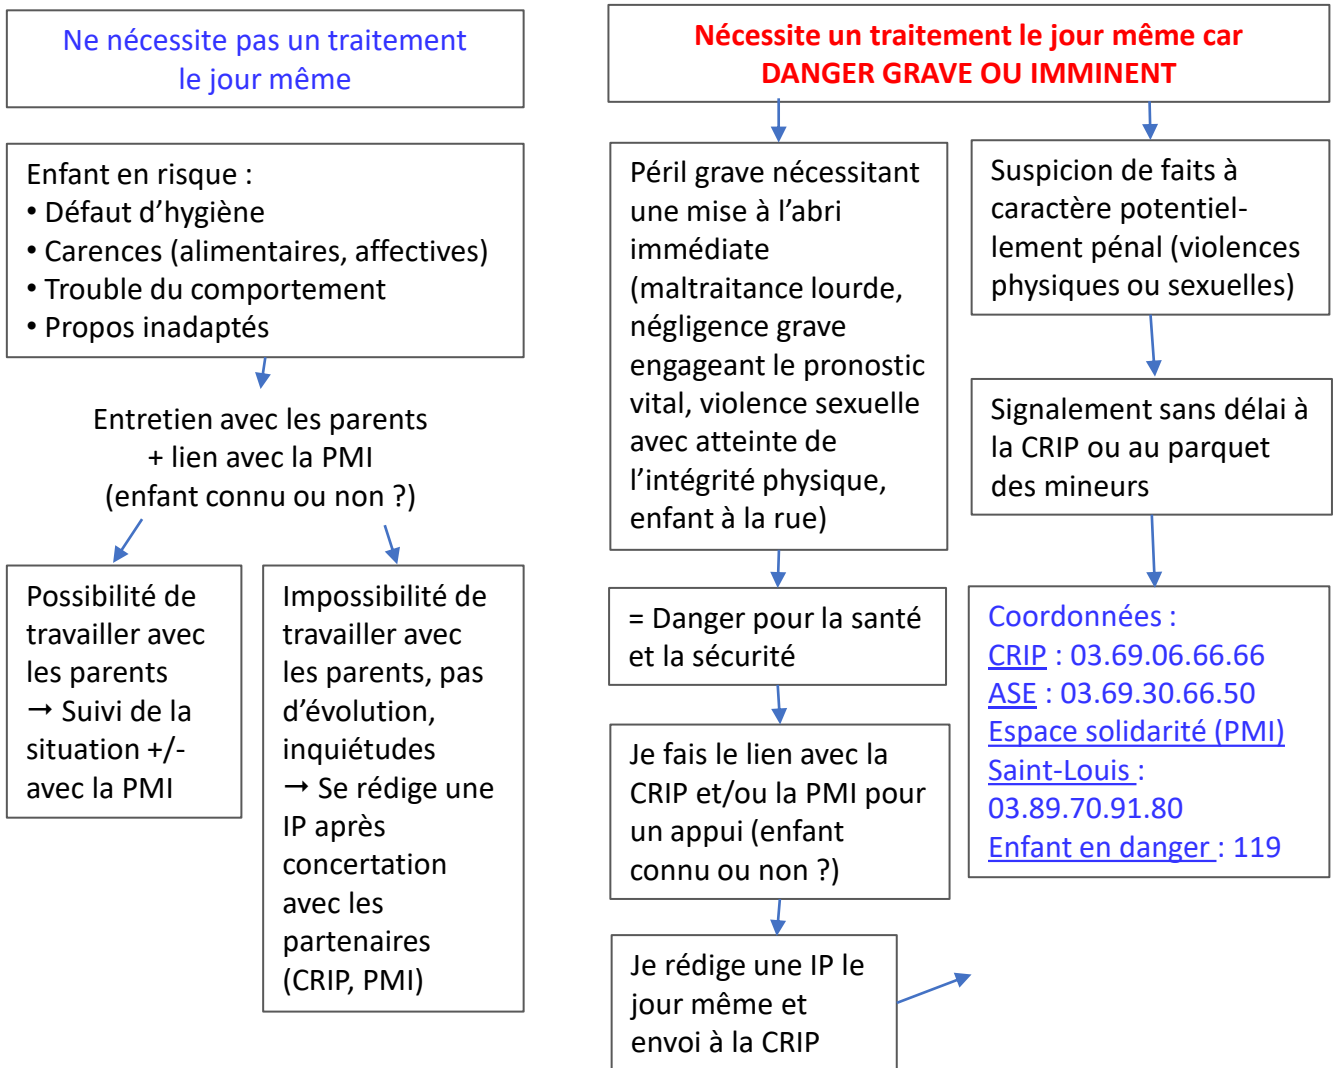 Ne nécessite pas un traitement
le jour même
Enfant en risque :
• Défaut d’hygiène
• Carences (alimentaires, affectives)
• Trouble du comportement
• Propos inadaptés
Entretien avec les parents
+ lien avec la PMI
(enfant connu ou non ?)
Possibilité de
travailler avec
les parents
→ Suivi de la
situation +/-
avec la PMI
Impossibilité de
travailler avec
les parents, pas
d’évolution,
inquiétudes
→ Se rédige une
IP après
concertation
avec les
partenaires
(CRIP, PMI)
Nécessite un traitement le jour même car
DANGER GRAVE OU IMMINENT
Péril grave nécessitant
une mise à l’abri
immédiate
(maltraitance lourde,
négligence grave
engageant le pronostic
vital, violence sexuelle
avec atteinte de
l’intégrité physique,
enfant à la rue)
= Danger pour la santé
et la sécurité
Je fais le lien avec la
CRIP et/ou la PMI pour
un appui (enfant
connu ou non ?)
Je rédige une IP le
jour même et
envoi à la CRIP
Suspicion de faits à
caractère potentiel-
lement pénal (violences
physiques ou sexuelles)
Signalement sans délai à
la CRIP ou au parquet
des mineurs
Coordonnées :
CRIP : 03.69.06.66.66
ASE : 03.69.30.66.50
Espace solidarité (PMI)
Saint-Louis :
03.89.70.91.80
Enfant en danger : 119